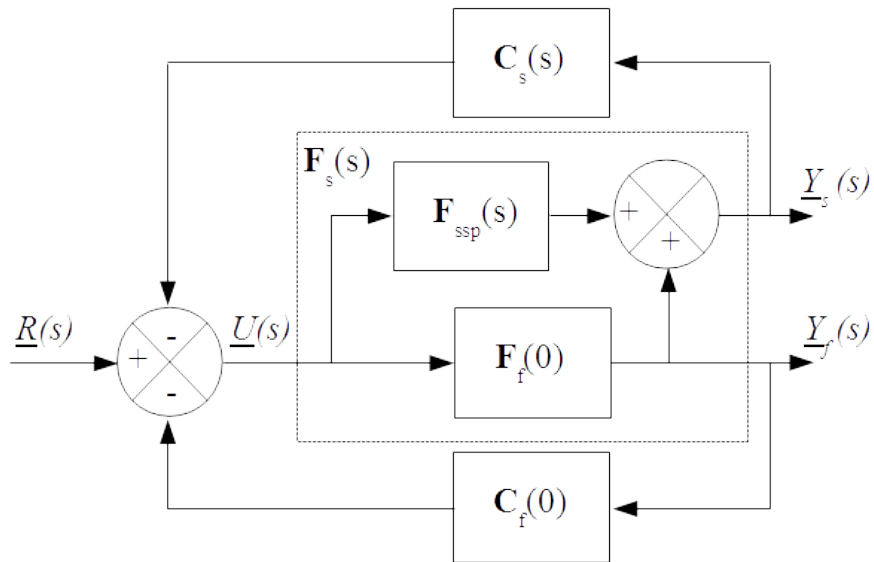 C_s(s)
F_s(s)
F_ssp(s)
+
+
Y_s(s)
R(s)
+
-
-
U(s)
F_f(0)
Y_f(s)
C_f(0)